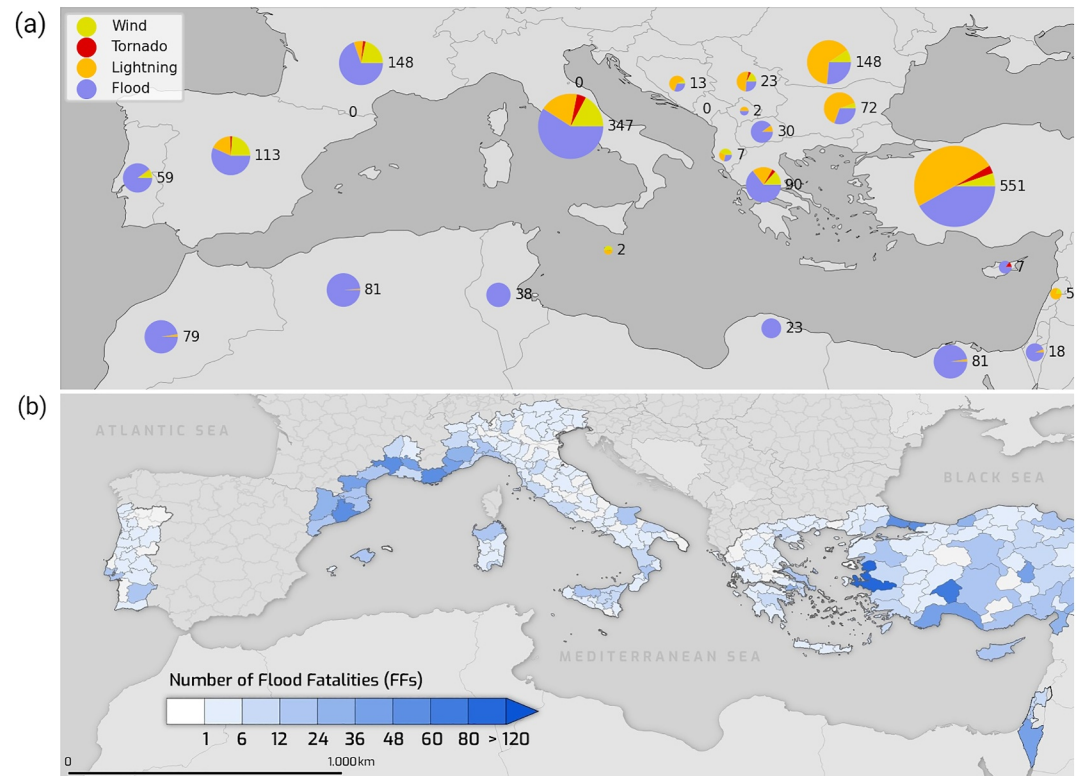 (a)
Wind
Tornado
Lightning
Flood
148
0
113
59
0
347
13
23
0
2
30
7
90
148
72
551
2
7
5
81
38
79
23
81
18
(b)
ATLANTIC SEA
BLACK SEA
MEDITERRANEAN SEA
Number of Flood Fatalities (FFs)
1 6 12 24 36 48 60 80 >120
0 1.000km